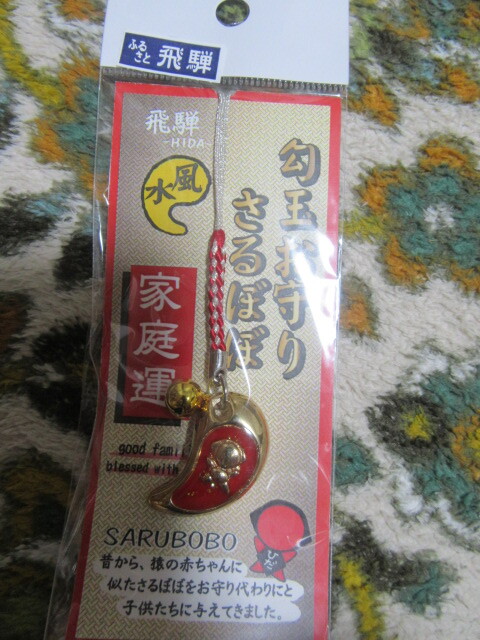 ふるさと 飛騨
飛騨
-HIDA-
風水
勾玉お守り
さるぼぼ
家庭運
good fami
blessed with
SARUBOBO
ひだ
昔から、猿の赤ちゃんに
似たさるぼぼをお守り代わりにと
子供たちに与えてきました。